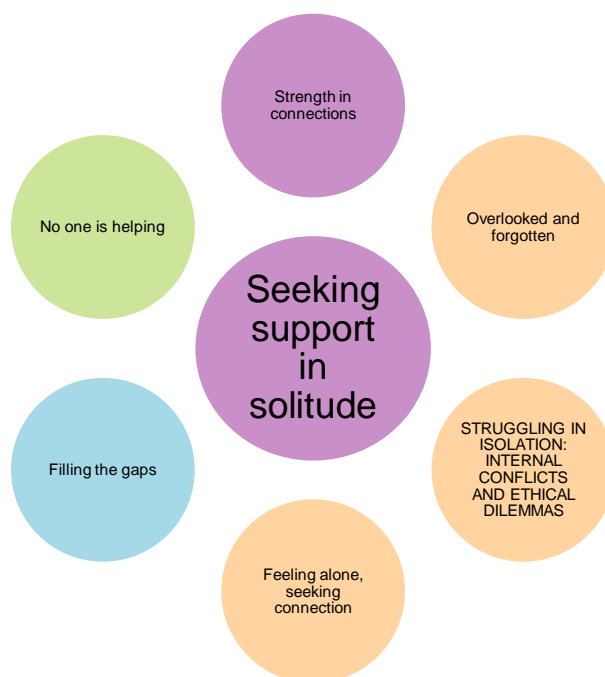 Strength in
connections
Overlooked and
forgotten
STRUGGLING IN
ISOLATION:
INTERNAL
CONFLICTS
AND ETHICAL
DILEMMAS
Feeling alone,
seeking
connection
Filling the gaps
No one is helping
Seeking
support
in
solitude